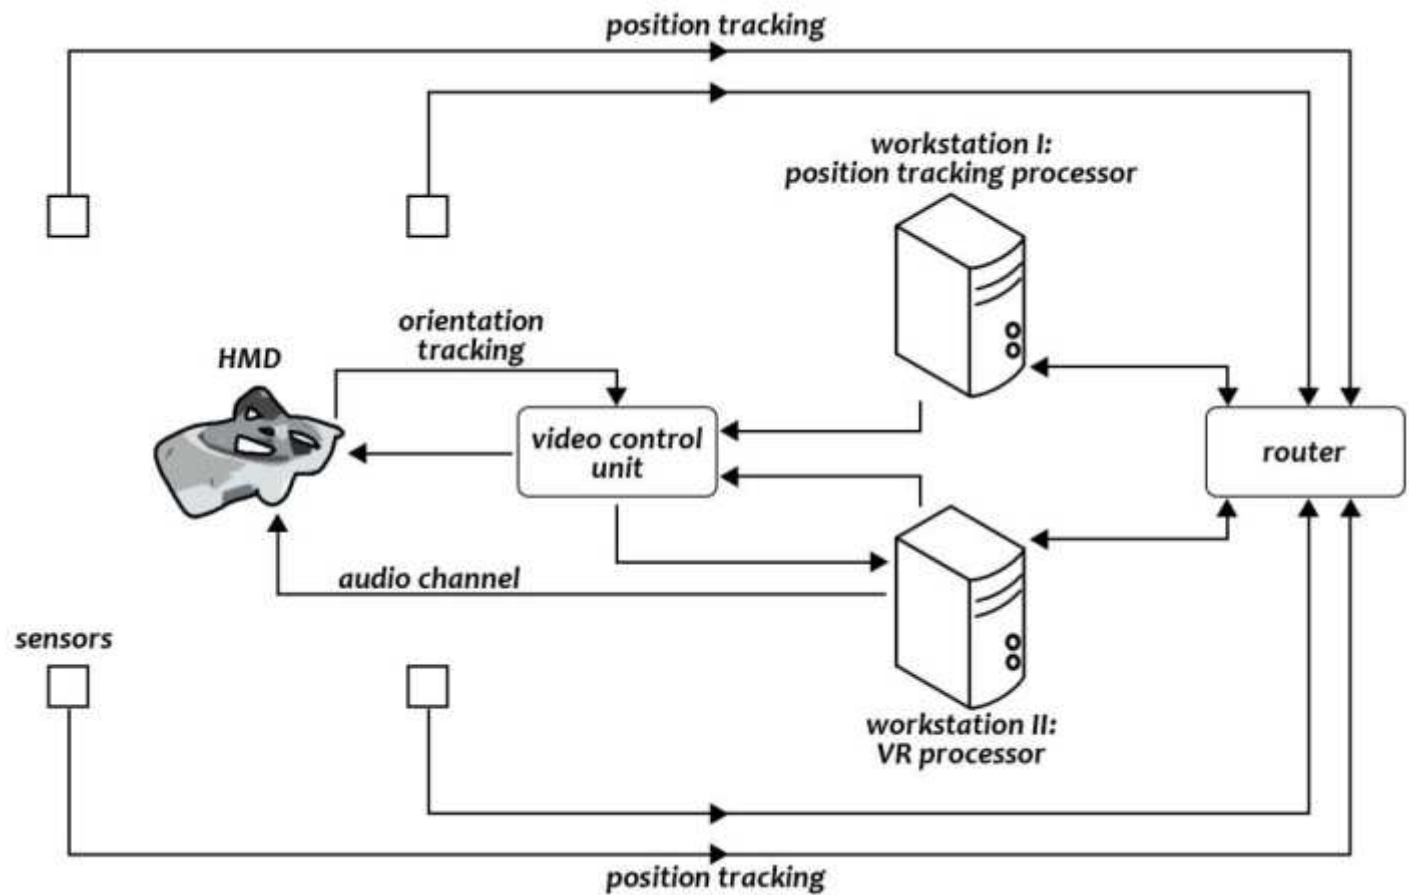 position tracking
workstation I:
position tracking processor
orientation
tracking
HMD
video control
unit
router
audio channel
sensors
workstation II:
VR processor
position tracking